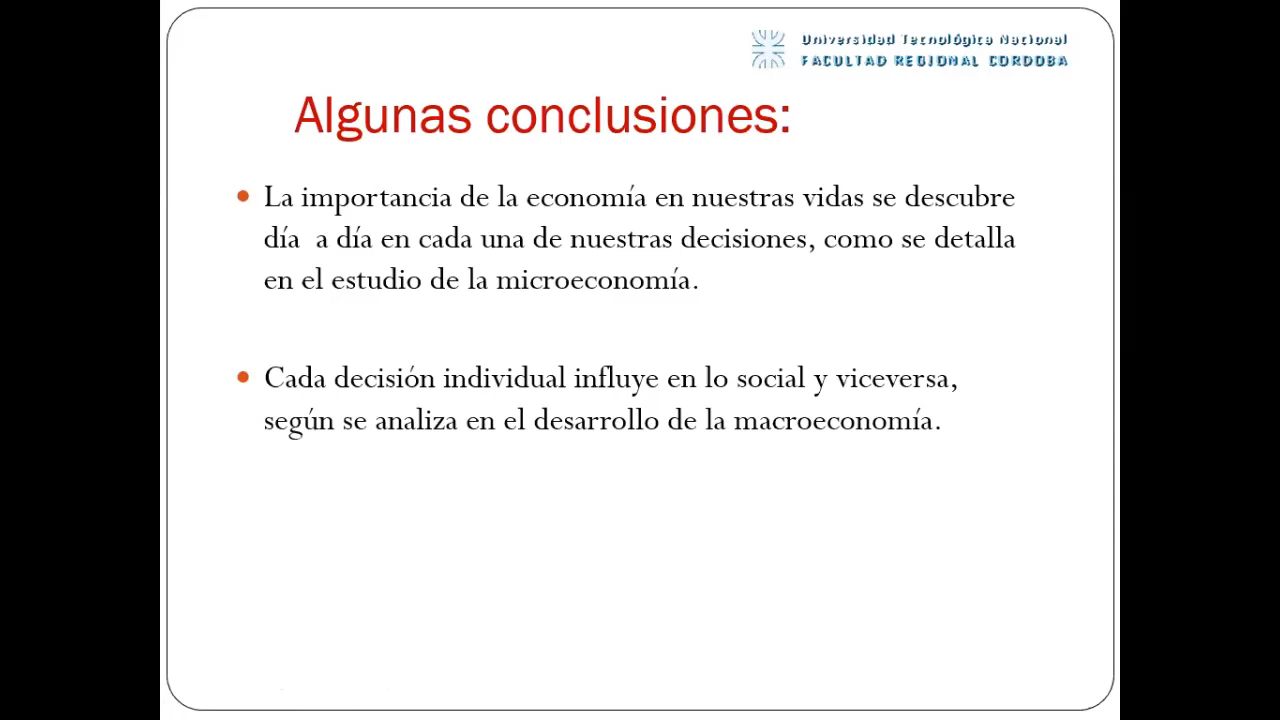 Universidad Tecnológica Nacional
FACULTAD REGIONAL CORDOBA
Algunas conclusiones:
• La importancia de la economía en nuestras vidas se descubre
día  a día en cada una de nuestras decisiones, como se detalla
en el estudio de la microeconomía.
• Cada decisión individual influye en lo social y viceversa,
según se analiza en el desarrollo de la macroeconomía.